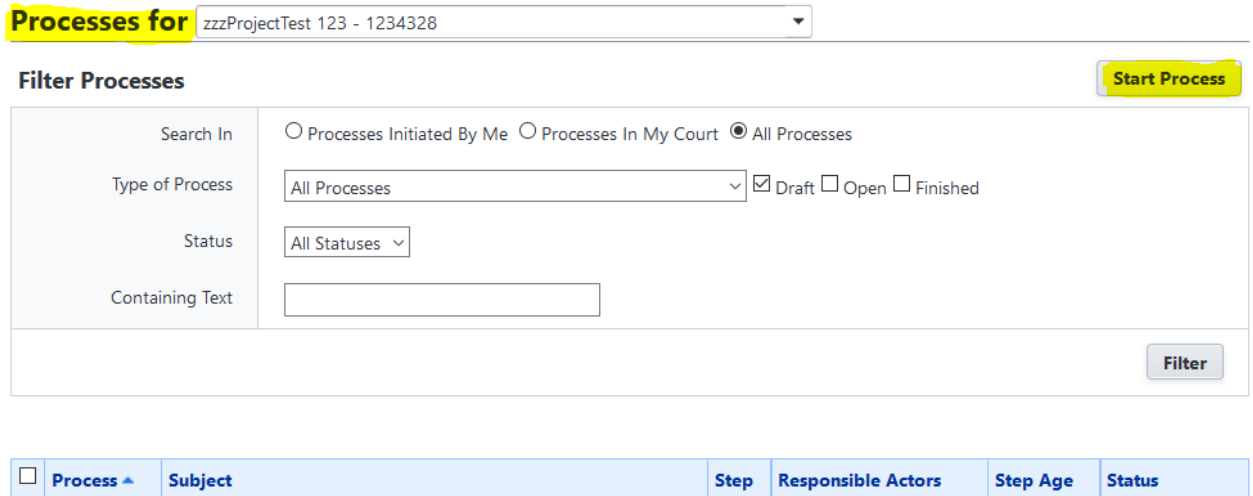 Processes for zzzProjectTest 123 - 1234328
Filter Processes Start Process
Search In Processes Initiated By Me Processes In My Court All Processes
Type of Process All Processes Draft Open Finished
Status All Statuses
Containing Text
Filter
Process Subject Step Responsible Actors Step Age Status